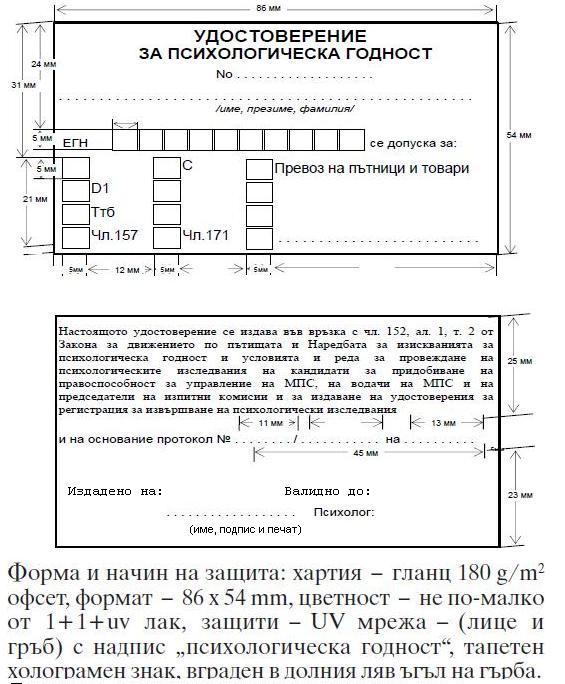 86 мм
УДОСТОВЕРЕНИЕ
ЗА ПСИХОЛОГИЧЕСКА ГОДНОСТ
No . . . . . . . . . . . . . . . . . . .
24 мм
31 мм
54 мм
/име, презиме, фамилия/
5 мм
ЕГН
се допуска за:
5 мм
C
Превоз на пътници и товари
D1
21 мм
Ттб
Чл.157
Чл.171
5мм
12 мм
5мм
5мм
Настоящото удостоверение се издава във връзка с чл. 152, ал. 1, т. 2 от
Закона за движението по пътищата и Наредбата за изискванията за
психологическа годност и условията и реда за провеждане на
психологическите изследвания на кандидати за придобиване на
правоспособност за управление на МПС, на водачи на МПС и на
председатели на изпитни комисии и за издаване на удостоверения за
регистрация за извършване на психологически изследвания
25 мм
11 мм
13 мм
и на основание протокол № . . . . . . . . / . . . . . . . . . . . на . . . . . . . . . .
45 мм
23 мм
Издадено на: Валидно до:
. . . . . . . . . . . . . . . . . . Психолог:
(име, подпис и печат)
Форма и начин на защита: хартия – гланц 180 g/m²
офсет, формат – 86 x 54 mm, цветност – не по-малко
от 1+1+uv лак, защити – UV мрежа – (лице и
гръб) с надпис „психологическа годност“, тапетен
холограмен знак, вграден в долния ляв ъгъл на гърба.